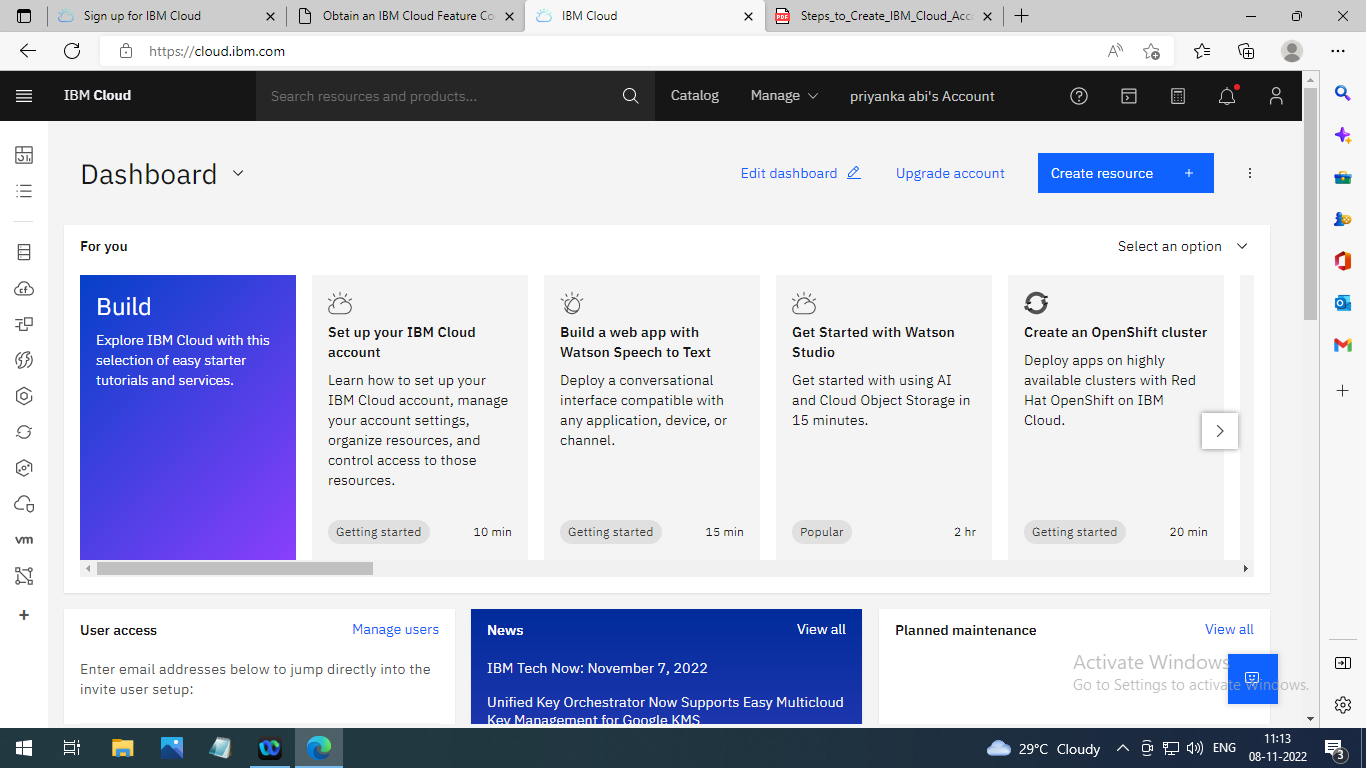 Sign up for IBM Cloud
Obtain an IBM Cloud Feature Co
IBM Cloud
PDF
Steps_to_Create_IBM_Cloud_Acc
https://cloud.ibm.com
IBM Cloud
Search resources and products...
Catalog
Manage
priyanka abi's Account
Dashboard
Edit dashboard
Upgrade account
Create resource +
For you
Select an option
Build
Explore IBM Cloud with this
selection of easy starter
tutorials and services.
Set up your IBM Cloud
account
Learn how to set up your
IBM Cloud account, manage
your account settings,
organize resources, and
control access to those
resources.
Getting started
10 min
Build a web app with
Watson Speech to Text
Deploy a conversational
interface compatible with
any application, device, or
channel.
Getting started
15 min
Get Started with Watson
Studio
Get started with using AI
and Cloud Object Storage in
15 minutes.
Popular
2 hr
Create an OpenShift cluster
Deploy apps on highly
available clusters with Red
Hat OpenShift on IBM
Cloud.
Getting started
20 min
cf
vm
User access
Manage users
Enter email addresses below to jump directly into the
invite user setup:
News
View all
IBM Tech Now: November 7, 2022
Unified Key Orchestrator Now Supports Easy Multicloud
Key Management for Google KMS
Planned maintenance
View all
Activate Windows
Go to Settings to activate Windows.
29°C Cloudy
ENG
11:13
08-11-2022
3